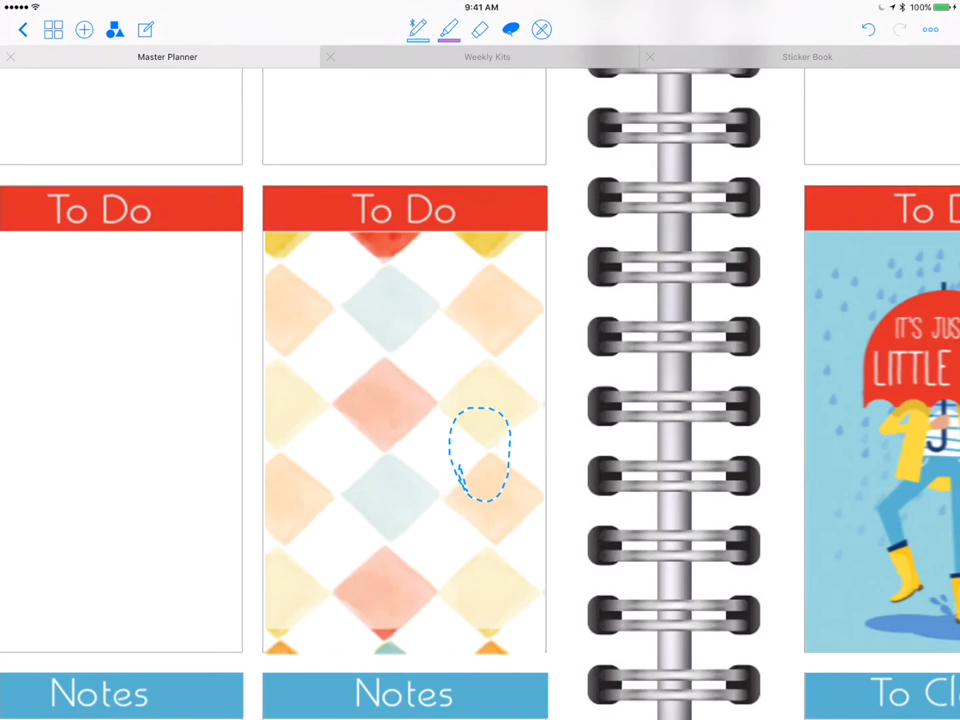 9:41 AM
100%
Master Planner
Weekly Kits
Sticker Book
To Do
To Do
To D
IT'S JUS
LITTLE
Notes
Notes
To Cl